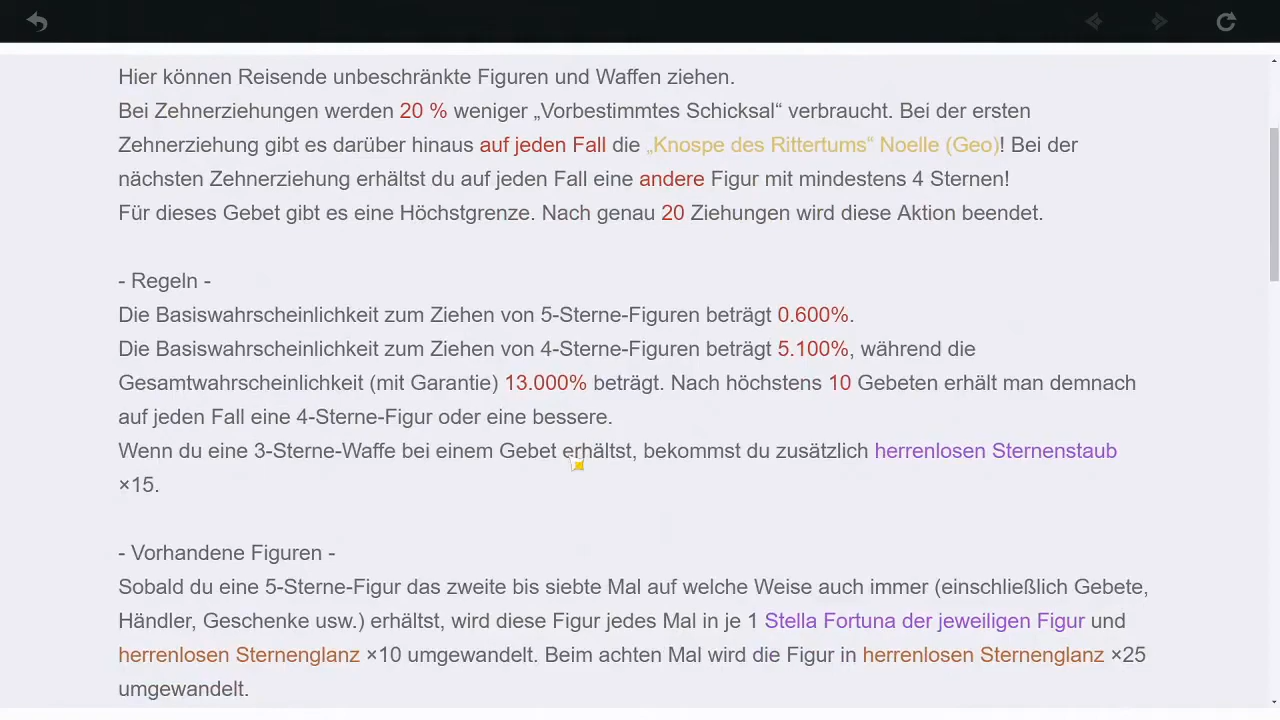 Hier können Reisende unbeschränkte Figuren und Waffen ziehen.
Bei Zehnerziehungen werden 20 % weniger „Vorbestimmtes Schicksal“ verbraucht. Bei der ersten
Zehnerziehung gibt es darüber hinaus auf jeden Fall die „Knospe des Rittertums“ Noelle (Geo)! Bei der
nächsten Zehnerziehung erhältst du auf jeden Fall eine andere Figur mit mindestens 4 Sternen!
Für dieses Gebet gibt es eine Höchstgrenze. Nach genau 20 Ziehungen wird diese Aktion beendet.
- Regeln -
Die Basiswahrscheinlichkeit zum Ziehen von 5-Sterne-Figuren beträgt 0.600%.
Die Basiswahrscheinlichkeit zum Ziehen von 4-Sterne-Figuren beträgt 5.100%, während die
Gesamtwahrscheinlichkeit (mit Garantie) 13.000% beträgt. Nach höchstens 10 Gebeten erhält man demnach
auf jeden Fall eine 4-Sterne-Figur oder eine bessere.
Wenn du eine 3-Sterne-Waffe bei einem Gebet erhältst, bekommst du zusätzlich herrenlosen Sternenstaub
×15.
- Vorhandene Figuren -
Sobald du eine 5-Sterne-Figur das zweite bis siebte Mal auf welche Weise auch immer (einschließlich Gebete,
Händler, Geschenke usw.) erhältst, wird diese Figur jedes Mal in je 1 Stella Fortuna der jeweiligen Figur und
herrenlosen Sternenglanz ×10 umgewandelt. Beim achten Mal wird die Figur in herrenlosen Sternenglanz ×25
umgewandelt.